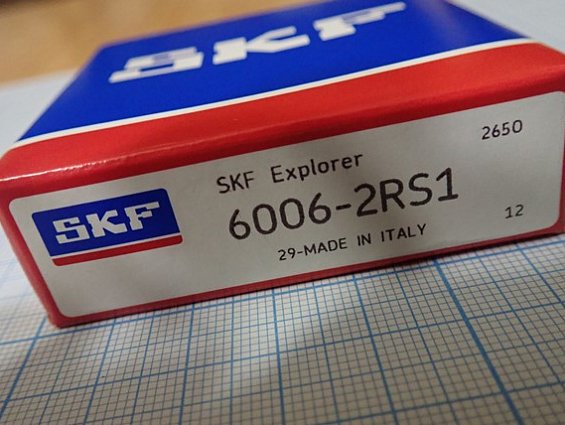 SKF
2650
SKF Explorer
SKF
6006-2RS1
29-MADE IN ITALY
12